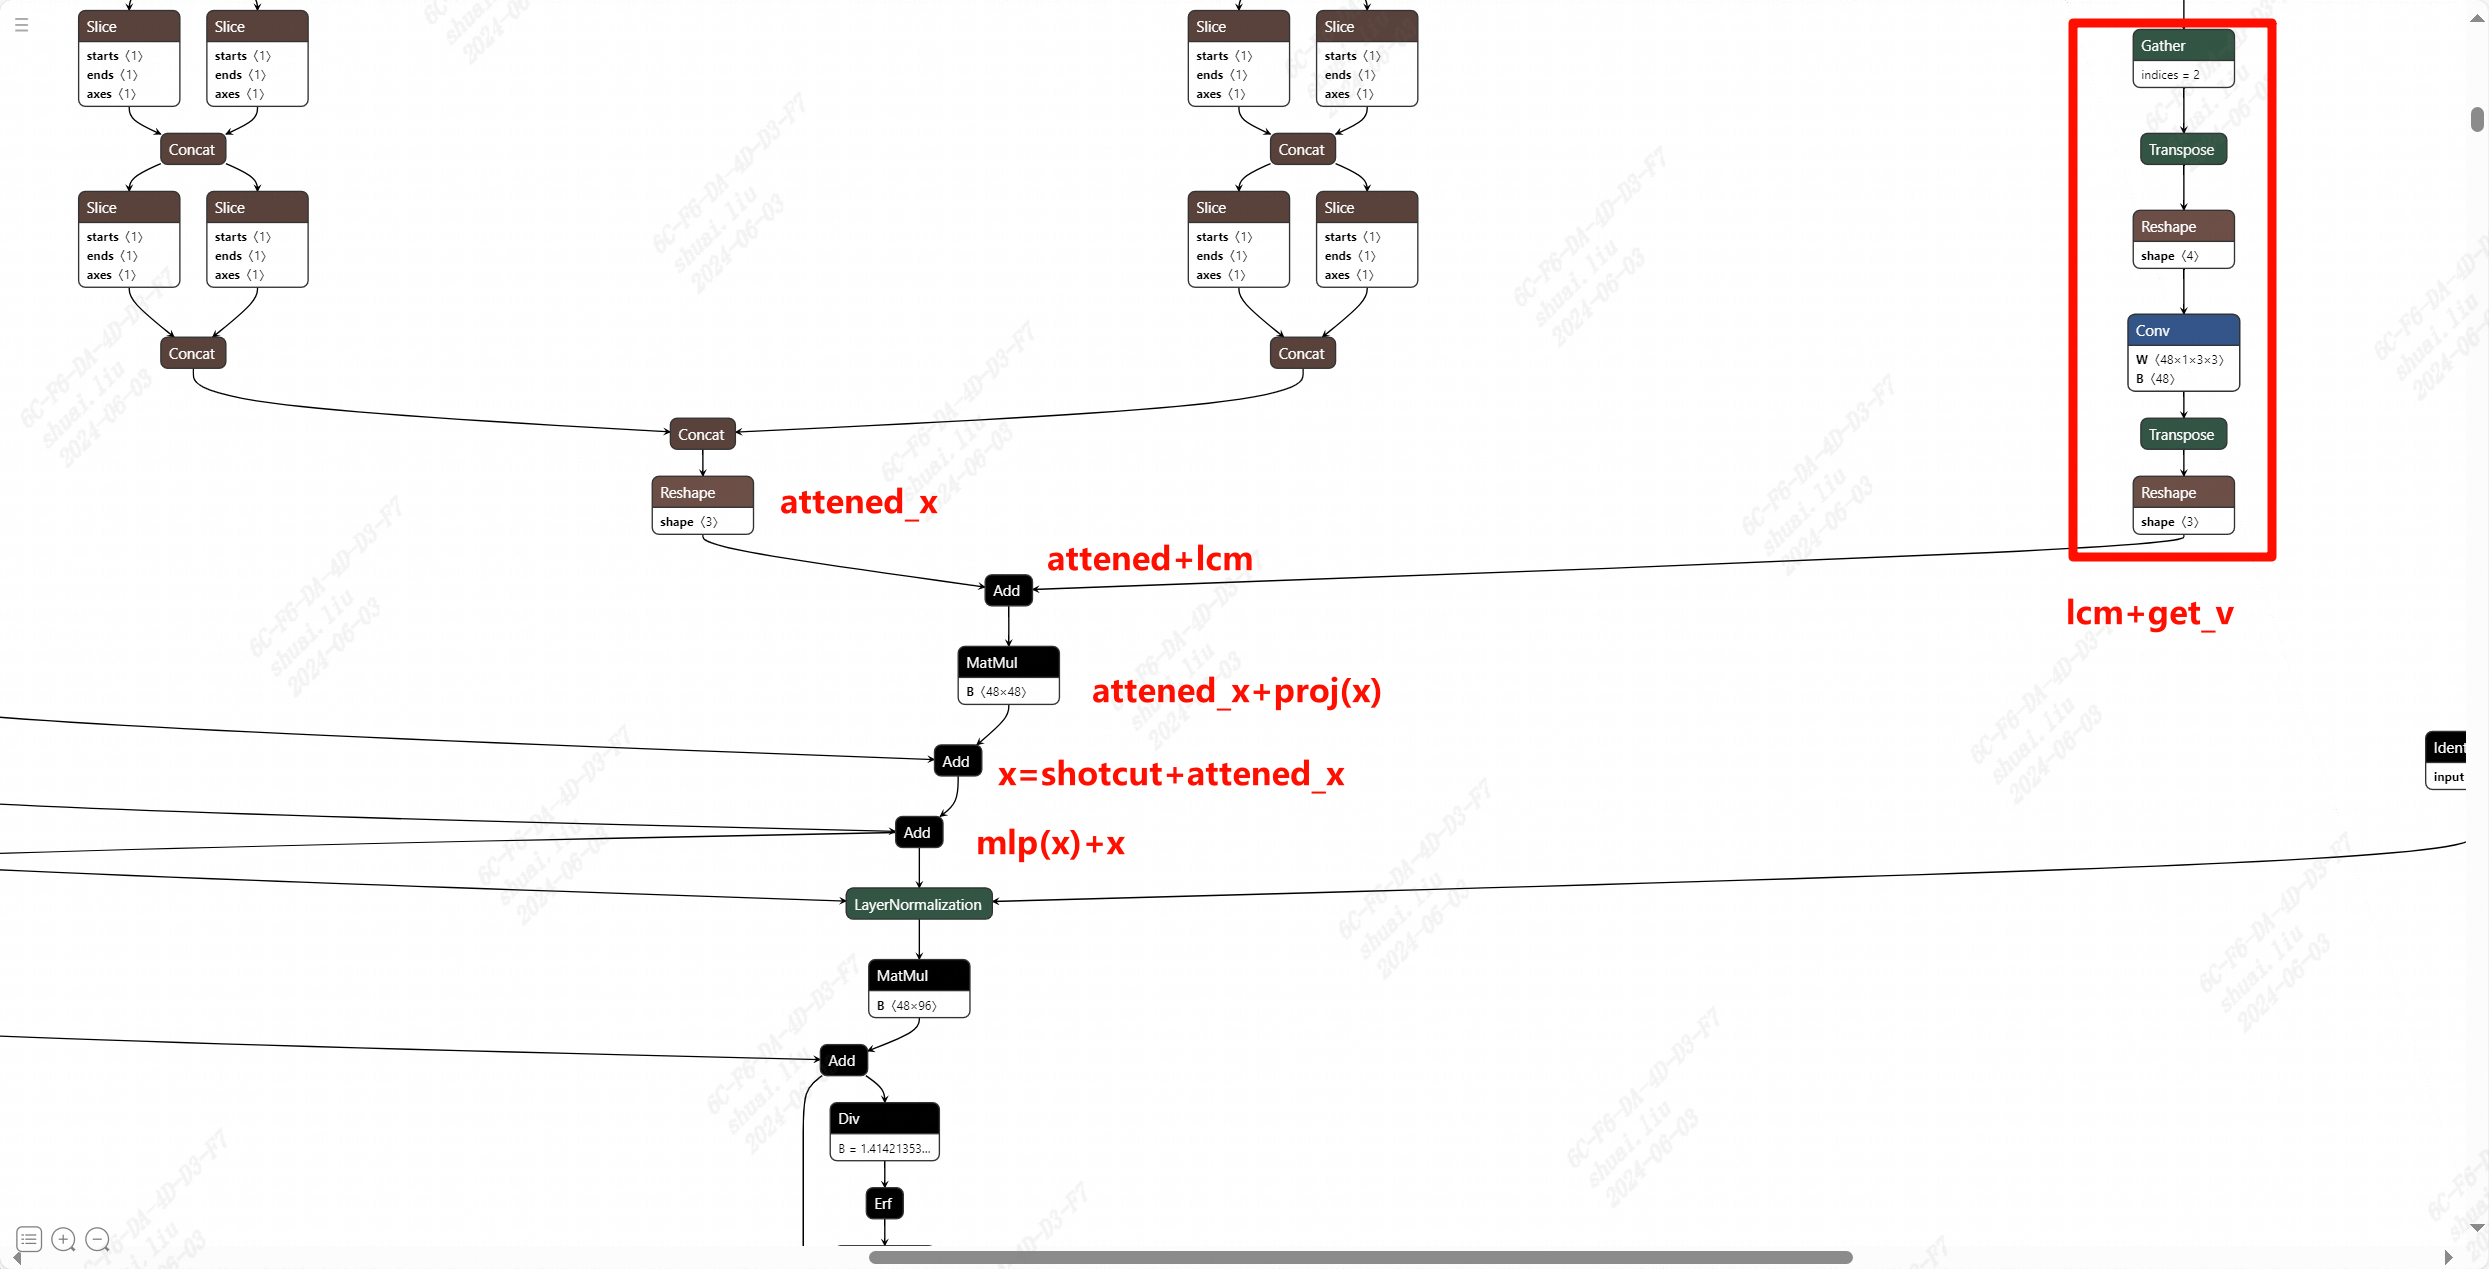 Slice
starts 〈1〉
ends 〈1〉
axes 〈1〉
Slice
starts 〈1〉
ends 〈1〉
axes 〈1〉
Slice
starts 〈1〉
ends 〈1〉
axes 〈1〉
Slice
starts 〈1〉
ends 〈1〉
axes 〈1〉
Gather
indices = 2
Concat
Concat
Transpose
Slice
starts 〈1〉
ends 〈1〉
axes 〈1〉
Slice
starts 〈1〉
ends 〈1〉
axes 〈1〉
Slice
starts 〈1〉
ends 〈1〉
axes 〈1〉
Slice
starts 〈1〉
ends 〈1〉
axes 〈1〉
Reshape
shape 〈4〉
Concat
Concat
Conv
W 〈48×1×3×3〉
B 〈48〉
Concat
Transpose
Reshape
shape 〈3〉
attened_x
Reshape
shape 〈3〉
attened+lcm
Add
lcm+get_v
MatMul
B 〈48×48〉
attened_x+proj(x)
Add
x=shotcut+attened_x
Ident
input
Add
mlp(x)+x
LayerNormalization
MatMul
B 〈48×96〉
Add
Div
B = 1.41421353...
Erf
6C-F6-DA-4D-D3-F7
shuai.liu
2024-06-03